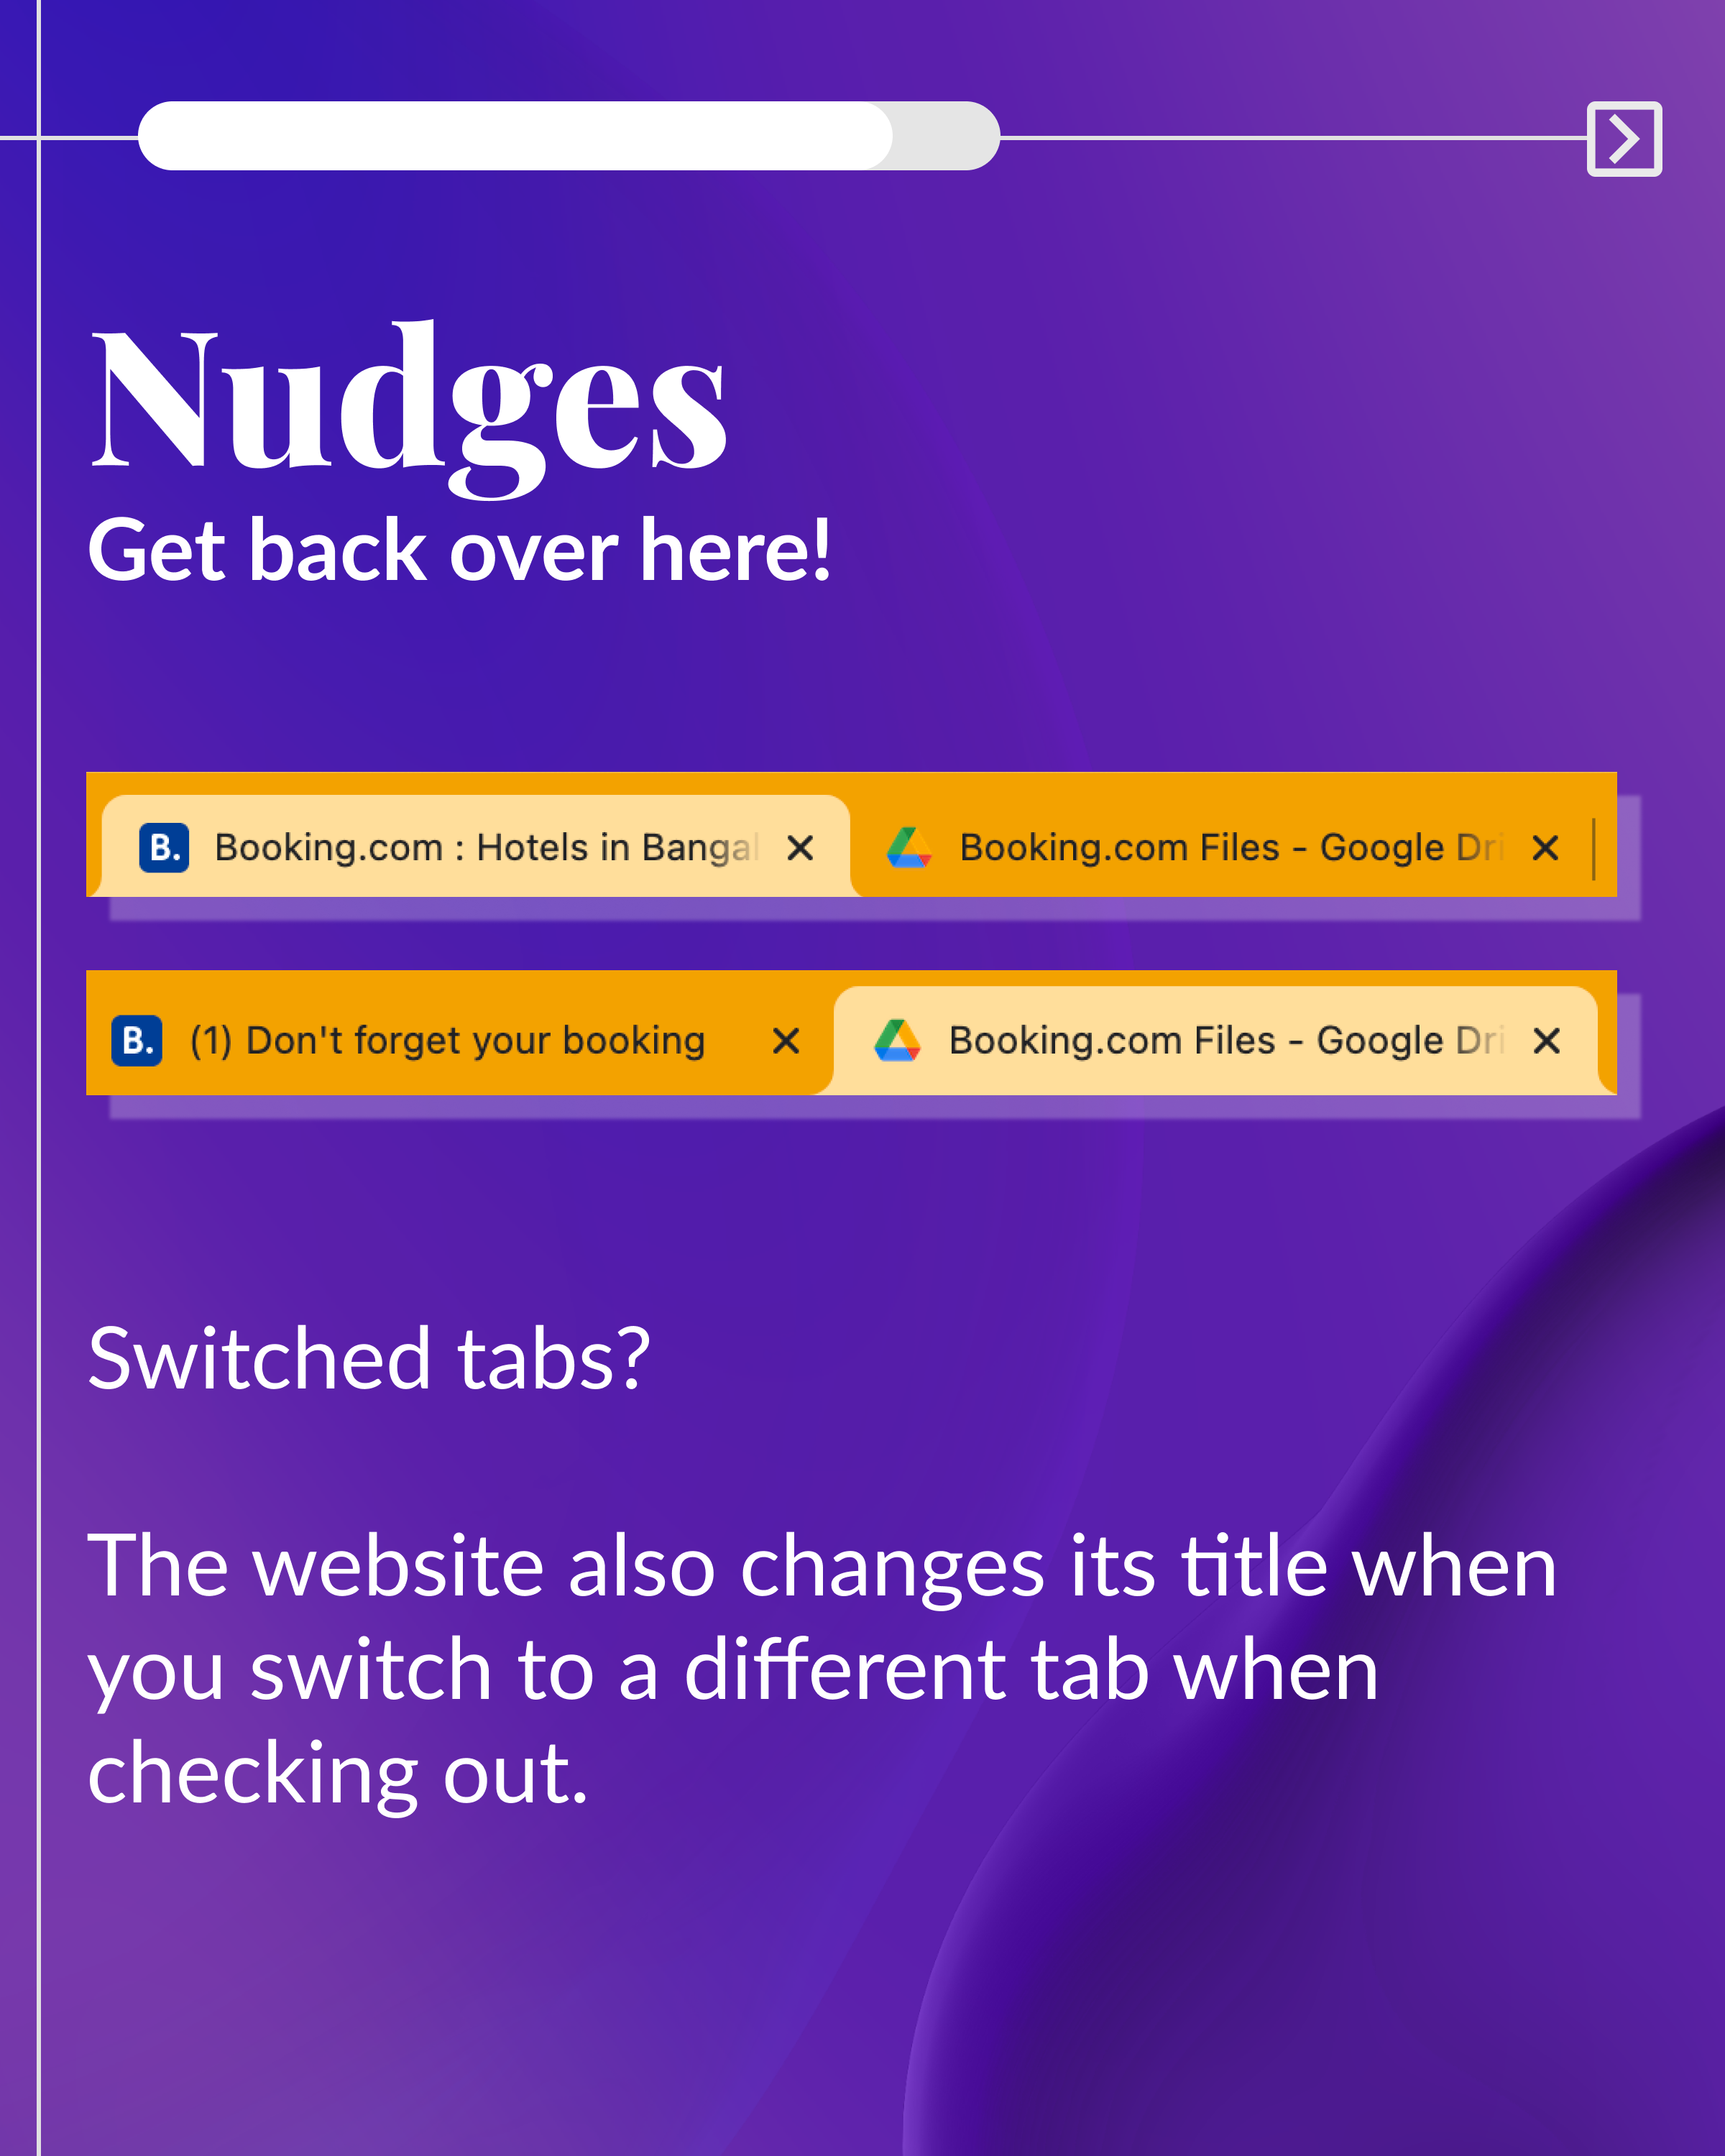 Nudges
Get back over here!
B. Booking.com : Hotels in Bangal Booking.com Files - Google Dri
B. (1) Don't forget your booking Booking.com Files - Google Dri
Switched tabs?
The website also changes its title when
you switch to a different tab when
checking out.